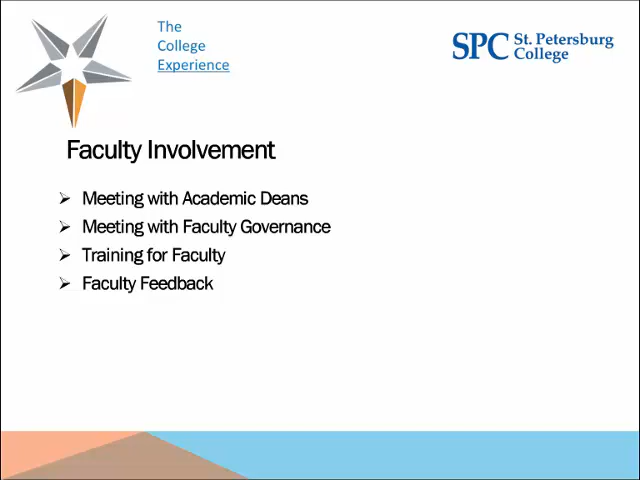 The
College
Experience
SPC St. Petersburg
College
Faculty Involvement
Meeting with Academic Deans
Meeting with Faculty Governance
Training for Faculty
Faculty Feedback